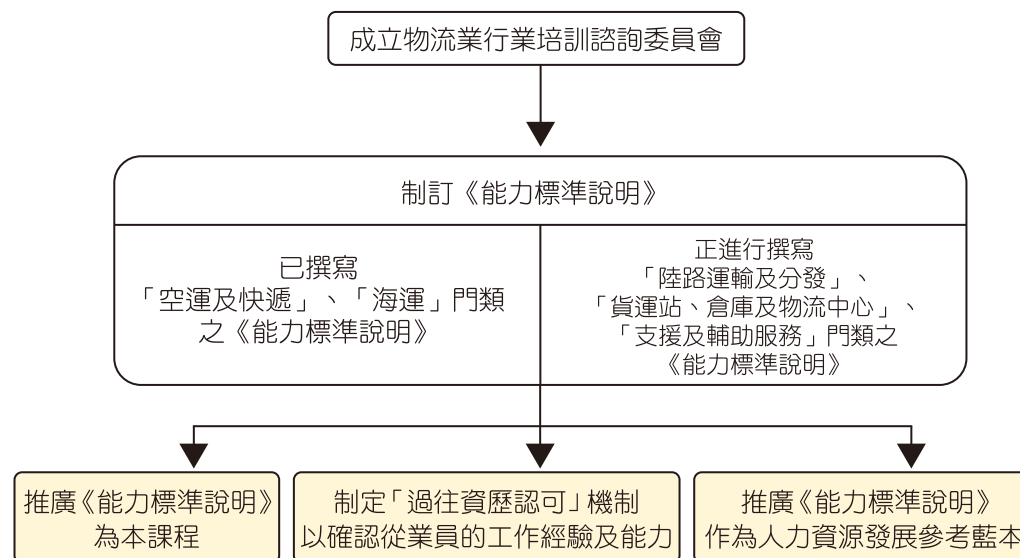 成立物流業行業培訓諮詢委員會
制訂《能力標準說明》
已撰寫
「空運及快遞」、「海運」門類
之《能力標準說明》
正進行撰寫
「陸路運輸及分發」、
「貨運站、倉庫及物流中心」、
「支援及輔助服務」門類之
《能力標準說明》
推廣《能力標準說明》
為本課程
制定「過往資歷認可」機制
以確認從業員的工作經驗及能力
推廣《能力標準說明》
作為人力資源發展參考藍本